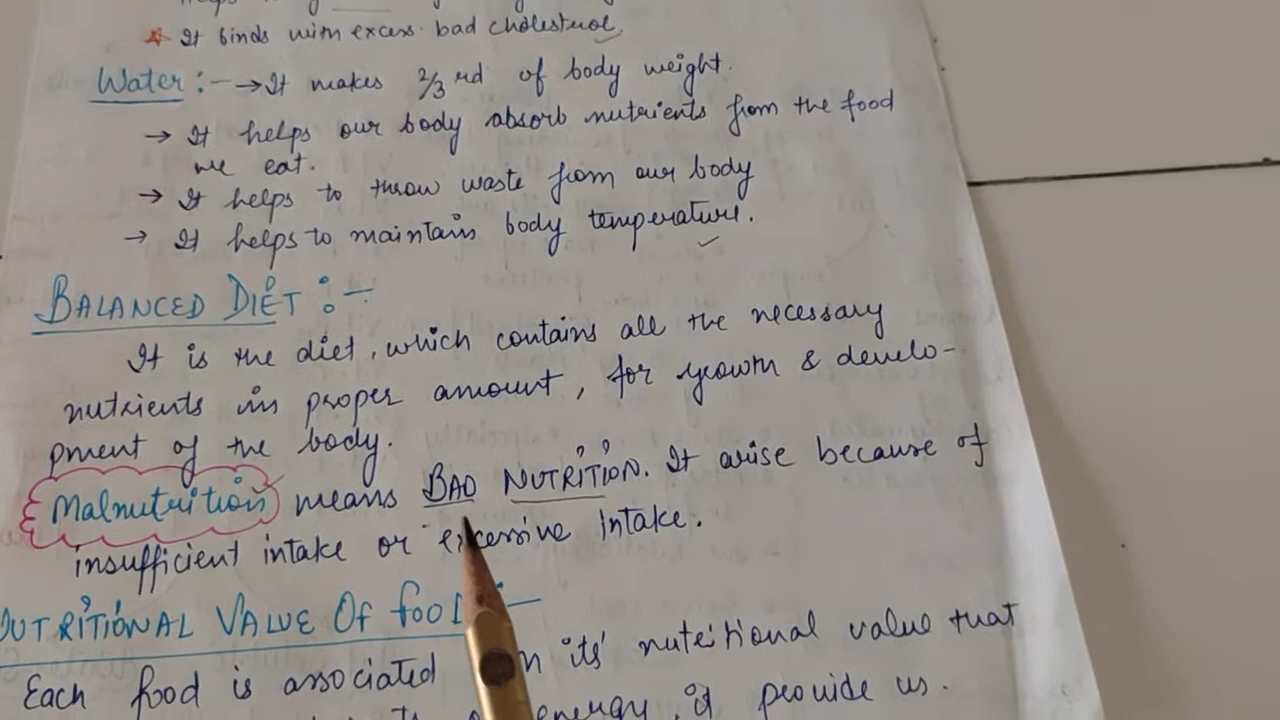 ☆ It binds with excess bad cholestrol.
Water :- → It makes 2/3 rd of body weight.
→ It helps our body absorb nutrients from the food
we eat.
→ It helps to throw waste from our body
→ It helps to maintain body temperature.
BALANCED DIET :-
It is the diet, which contains all the necessary
nutrients in proper amount, for growth & develo-
pment of the body.
Malnutrition means BAD NUTRITION. It arise because of
insufficient intake or excessive intake.
NUTRITIONAL VALUE Of foo
Each food is associated its' nutritional value that
energy it provide us.